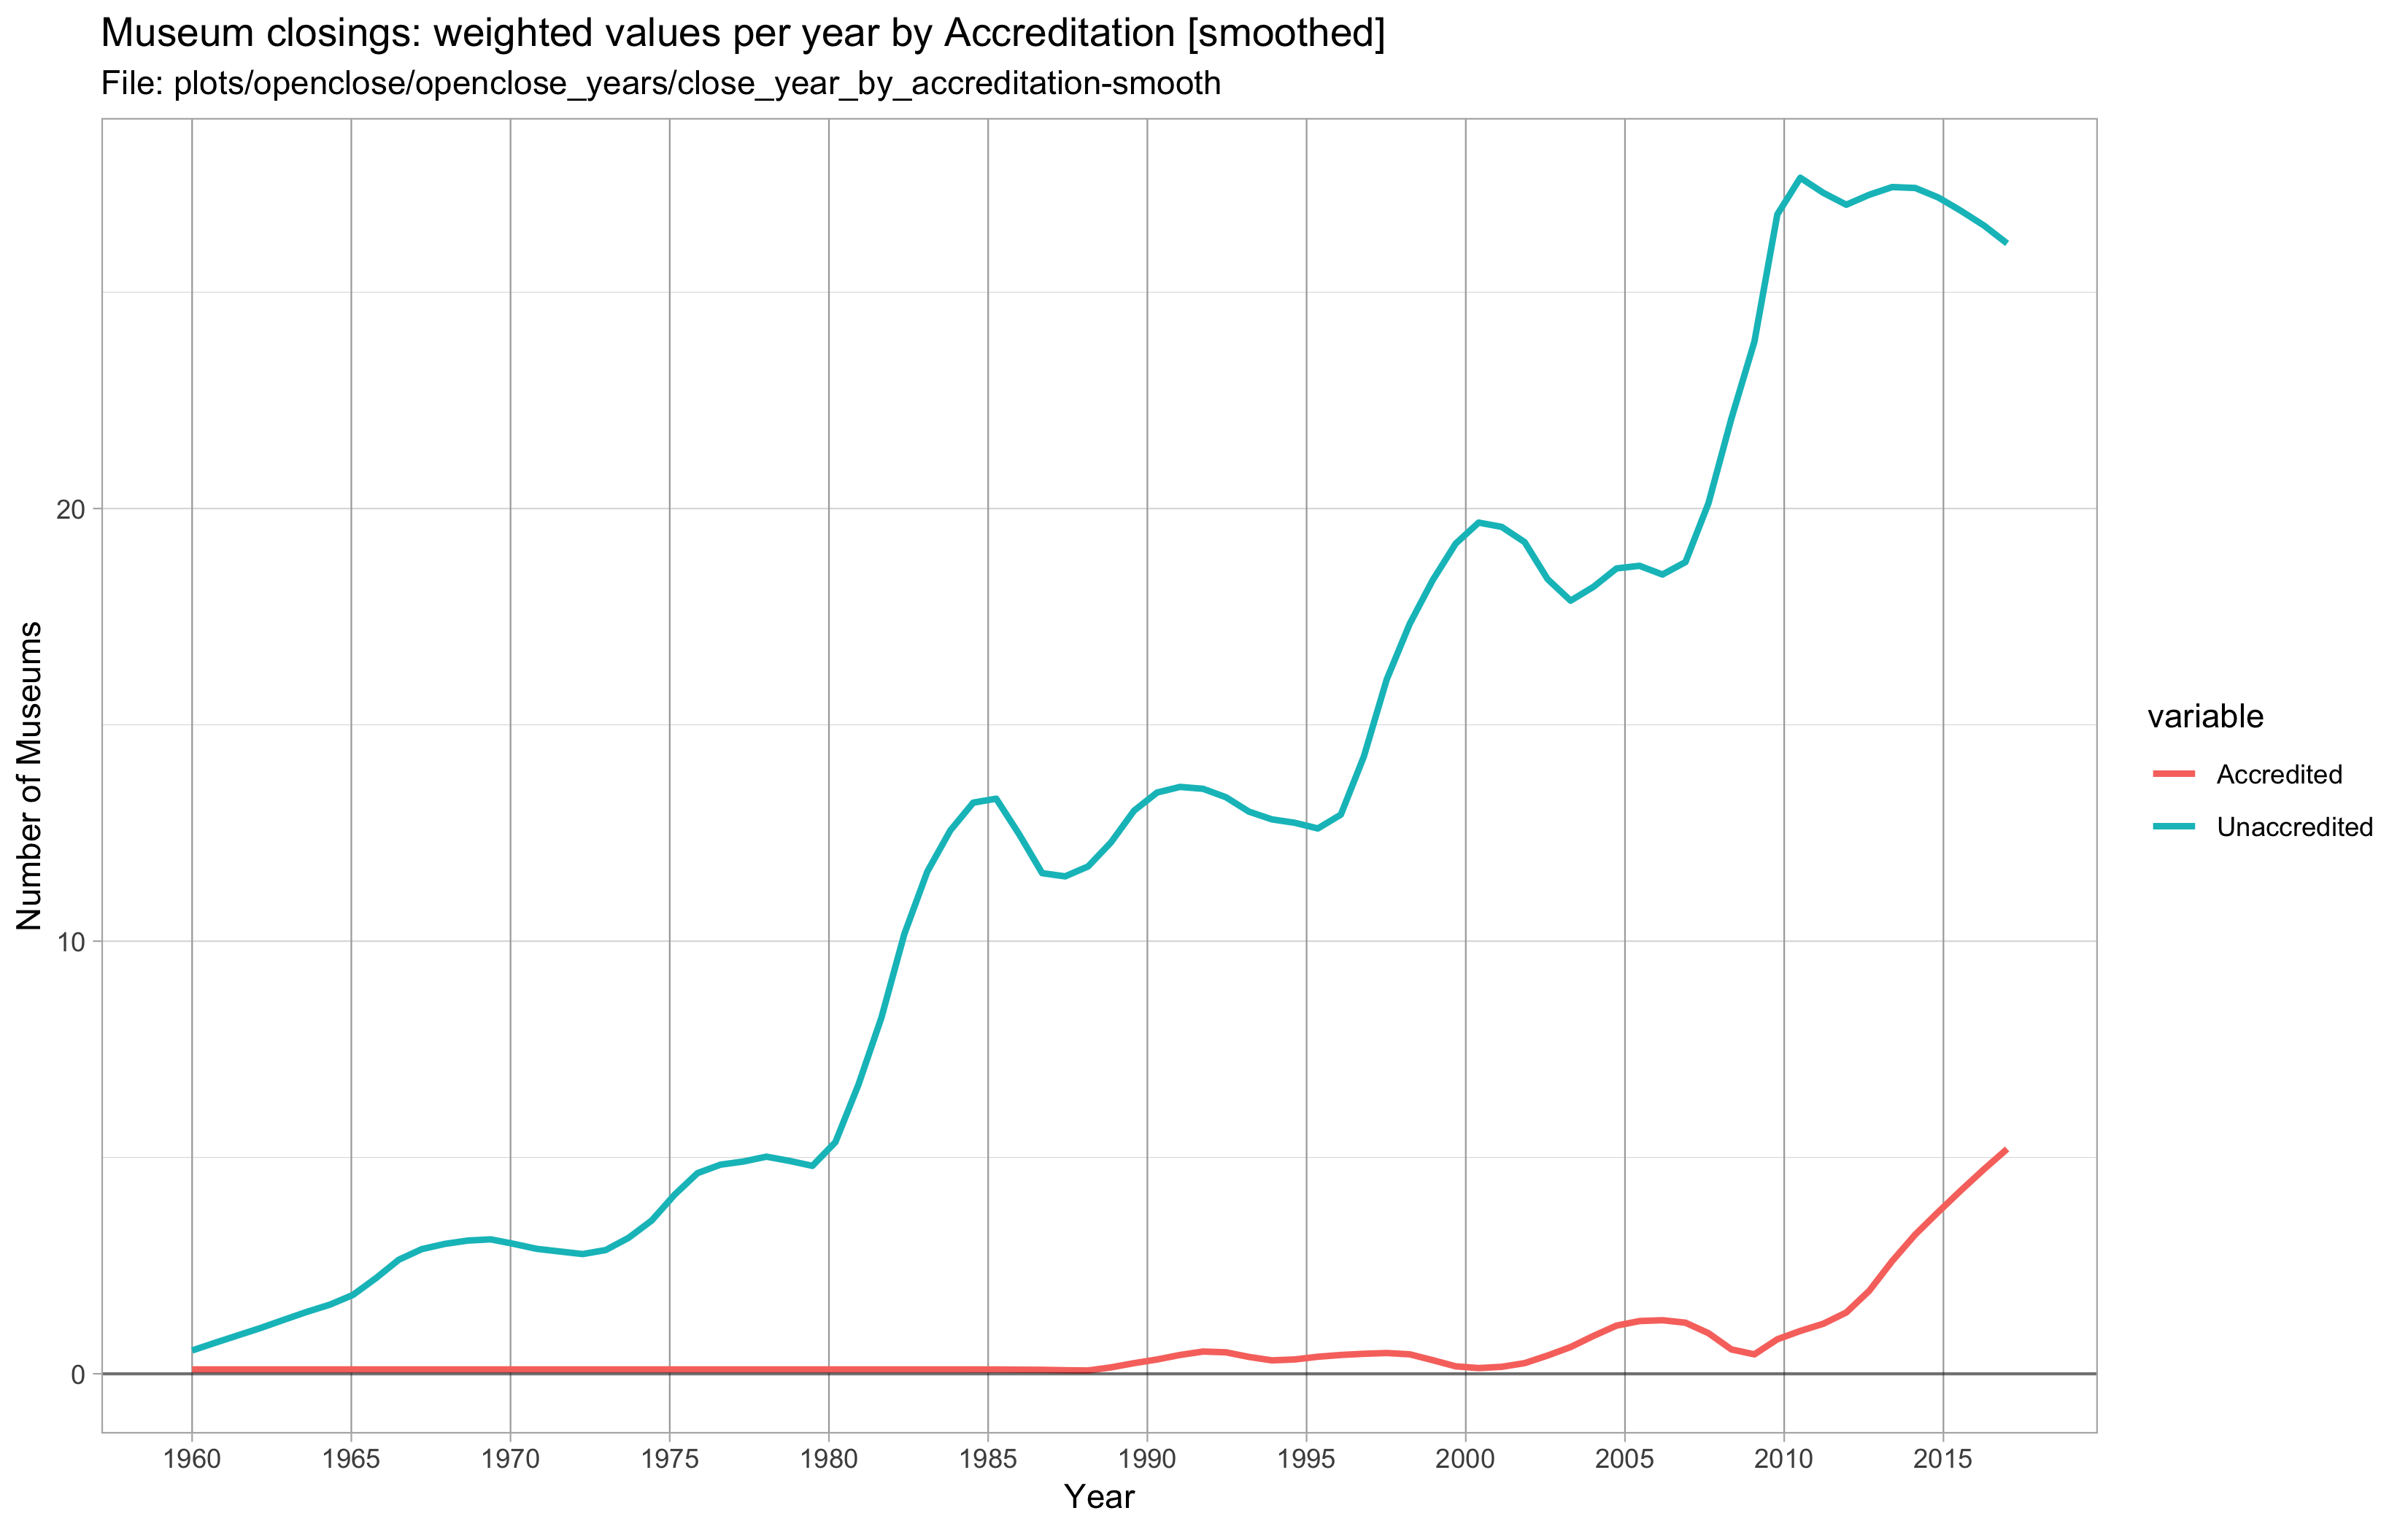 Museum closings: weighted values per year by Accreditation [smoothed]
File: plots/openclose/openclose_years/close_year_by_accreditation-smooth
Number of Museums
20
10
0
1960 1965 1970 1975 1980 1985 1990 1995 2000 2005 2010 2015
Year
variable
Accredited
Unaccredited